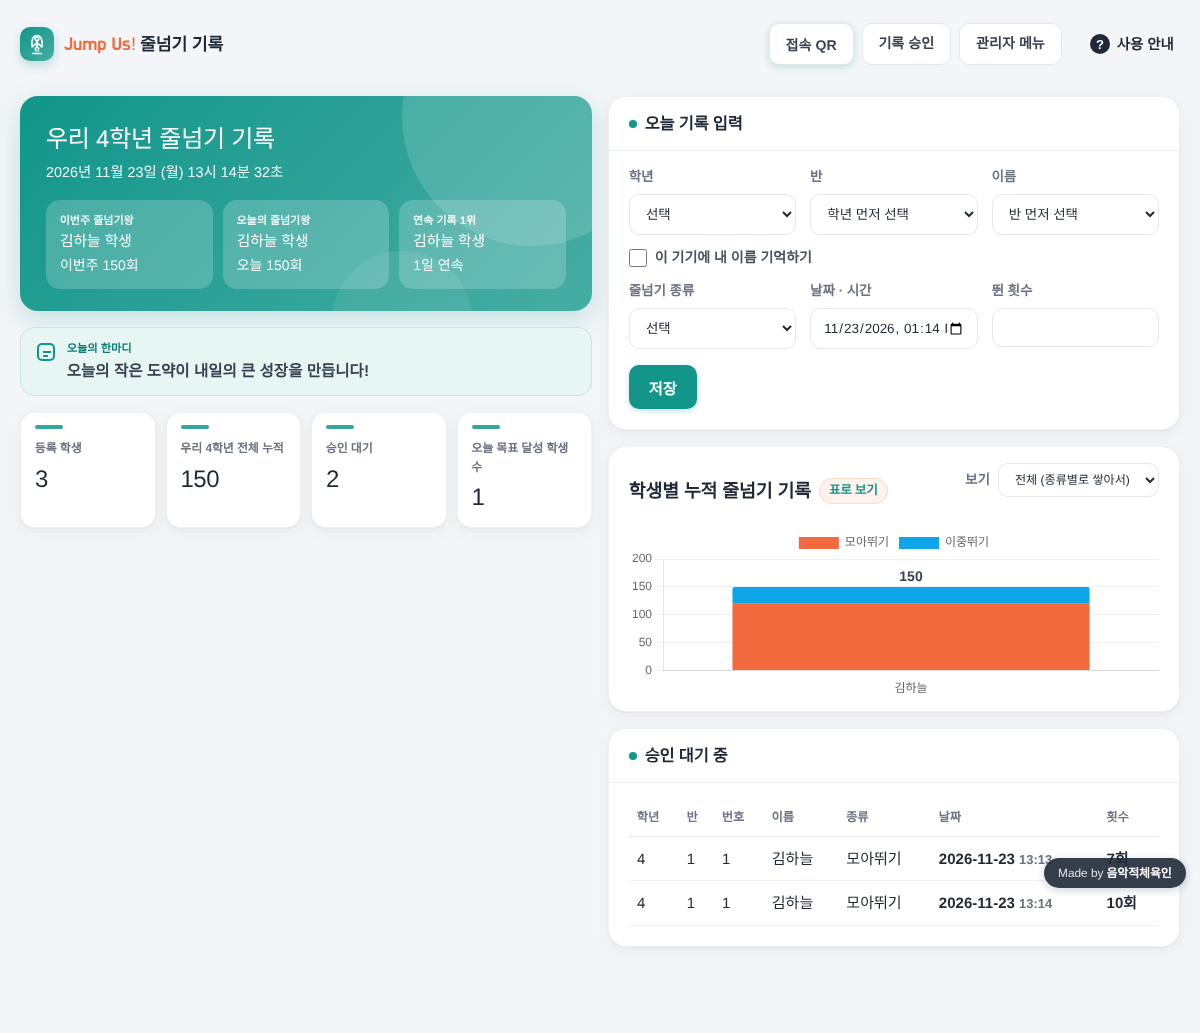 Jump Us! 줄넘기 기록
접속 QR
기록 승인
관리자 메뉴
? 사용 안내
우리 4학년 줄넘기 기록
2026년 11월 23일 (월) 13시 14분 32초
이번주 줄넘기왕
김하늘 학생
이번주 150회
오늘의 줄넘기왕
김하늘 학생
오늘 150회
연속 기록 1위
김하늘 학생
1일 연속
오늘의 한마디
오늘의 작은 도약이 내일의 큰 성장을 만듭니다!
등록 학생
3
우리 4학년 전체 누적
150
승인 대기
2
오늘 목표 달성 학생
수
1
오늘 기록 입력
학년
반
이름
선택
학년 먼저 선택
반 먼저 선택
이 기기에 내 이름 기억하기
줄넘기 종류
날짜 · 시간
뛴 횟수
선택
11/23/2026, 01:14
저장
학생별 누적 줄넘기 기록
표로 보기
보기
전체 (종류별로 쌓아서)
모아뛰기
이중뛰기
200
150
100
50
0
150
김하늘
승인 대기 중
학년 반 번호 이름 종류 날짜 횟수
4 1 1 김하늘 모아뛰기 2026-11-23 13:13 7회
Made by 음악적체육인
4 1 1 김하늘 모아뛰기 2026-11-23 13:14 10회